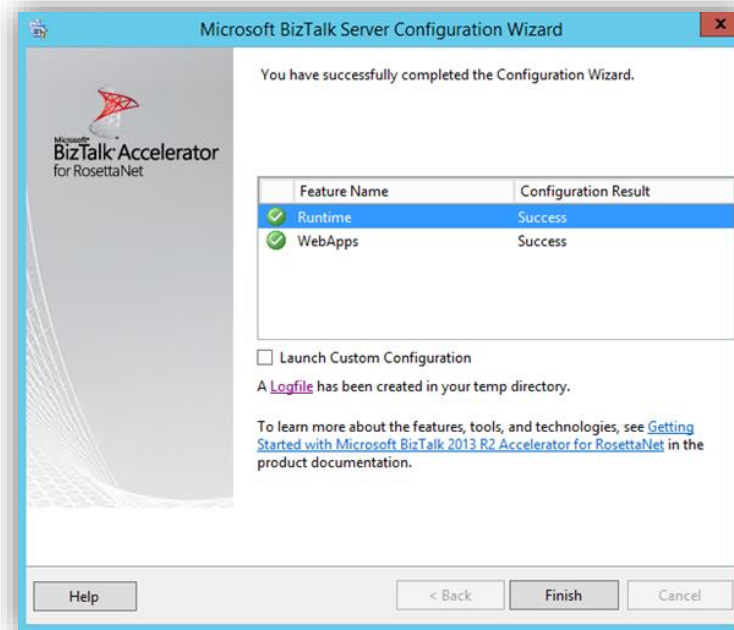 Microsoft BizTalk Server Configuration Wizard
x
You have successfully completed the Configuration Wizard.
Microsoft
BizTalk Accelerator
for RosettaNet
Feature Name Configuration Result
Runtime Success
WebApps Success
Launch Custom Configuration
A Logfile has been created in your temp directory.
To learn more about the features, tools, and technologies, see Getting
Started with Microsoft BizTalk 2013 R2 Accelerator for RosettaNet in the
product documentation.
Help < Back Finish Cancel